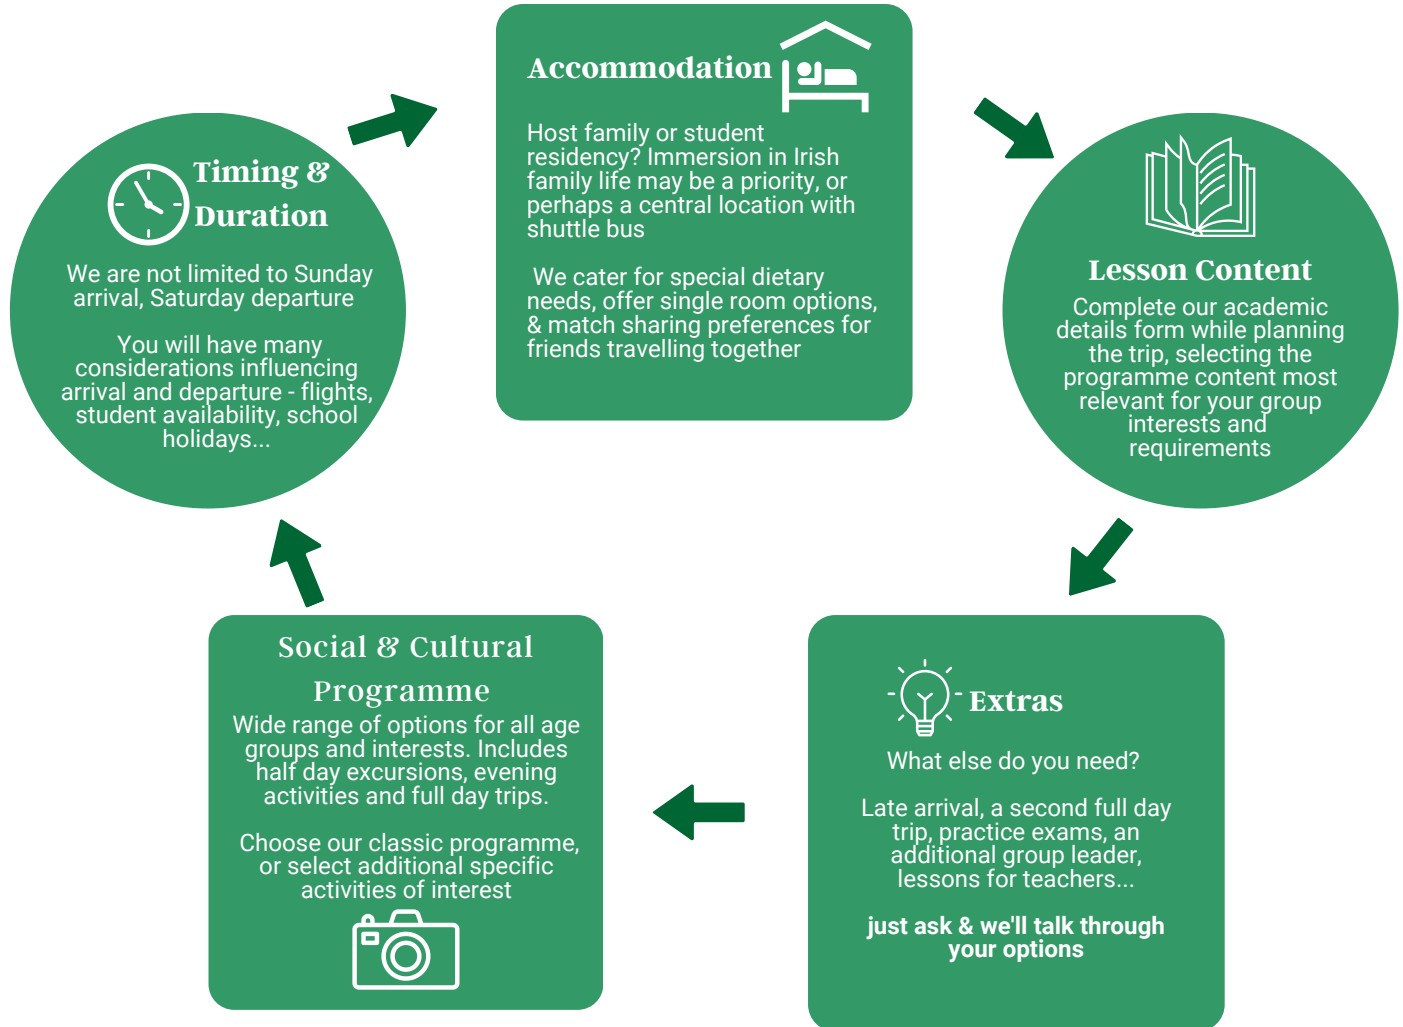 Timing &
Duration
We are not limited to Sunday
arrival, Saturday departure
You will have many
considerations influencing
arrival and departure - flights,
student availability, school
holidays...
Accommodation
Host family or student
residency? Immersion in Irish
family life may be a priority, or
perhaps a central location with
shuttle bus
We cater for special dietary
needs, offer single room options,
& match sharing preferences for
friends travelling together
Lesson Content
Complete our academic
details form while planning
the trip, selecting the
programme content most
relevant for your group
interests and
requirements
Extras
What else do you need?
Late arrival, a second full day
trip, practice exams, an
additional group leader,
lessons for teachers...
just ask & we'll talk through
your options
Social & Cultural
Programme
Wide range of options for all age
groups and interests. Includes
half day excursions, evening
activities and full day trips.
Choose our classic programme,
or select additional specific
activities of interest